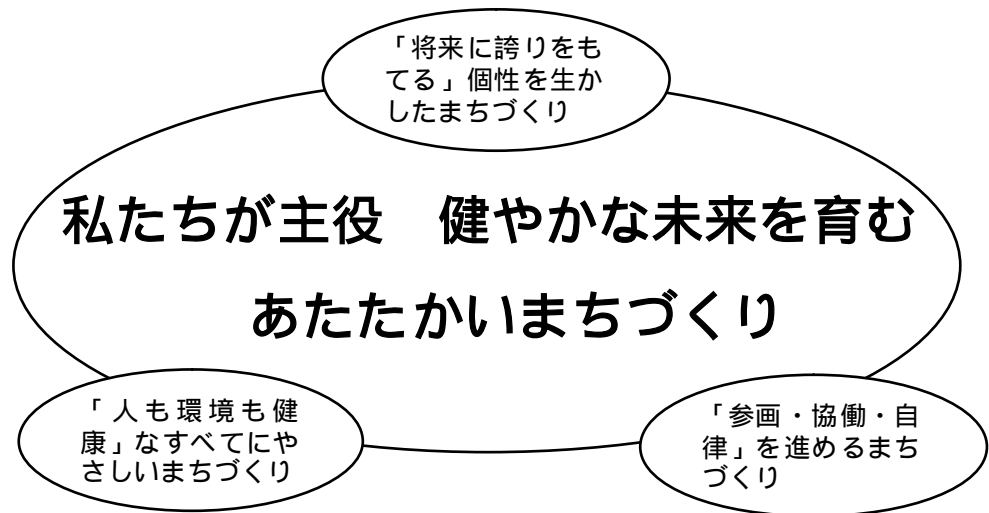 「将来に誇りをも
てる」個性を生か
したまちづくり
私たちが主役　健やかな未来を育む
あたたかいまちづくり
「人も環境も健
康」なすべてにや
さしいまちづくり
「参画・協働・自
律」を進めるまち
づくり